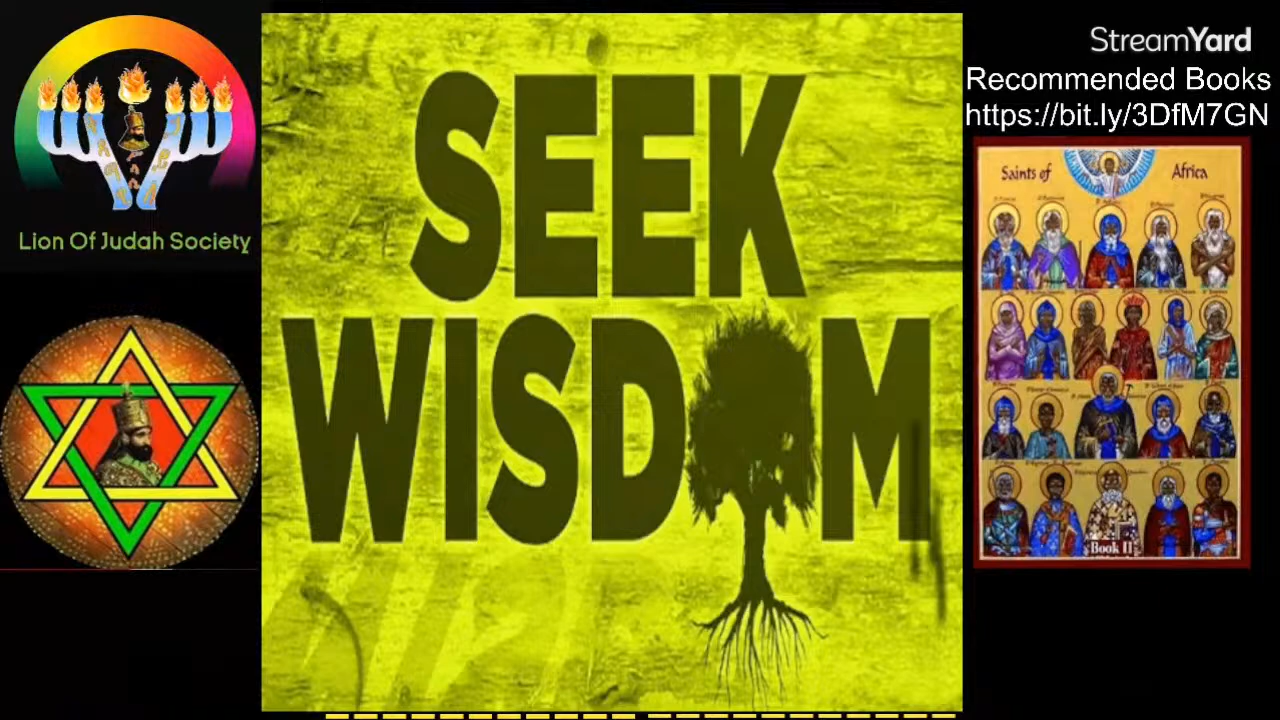 Lion Of Judah Society
SEEK
WISDOM
StreamYard
Recommended Books
https://bit.ly/3DfM7GN
Saints of Africa
Book II